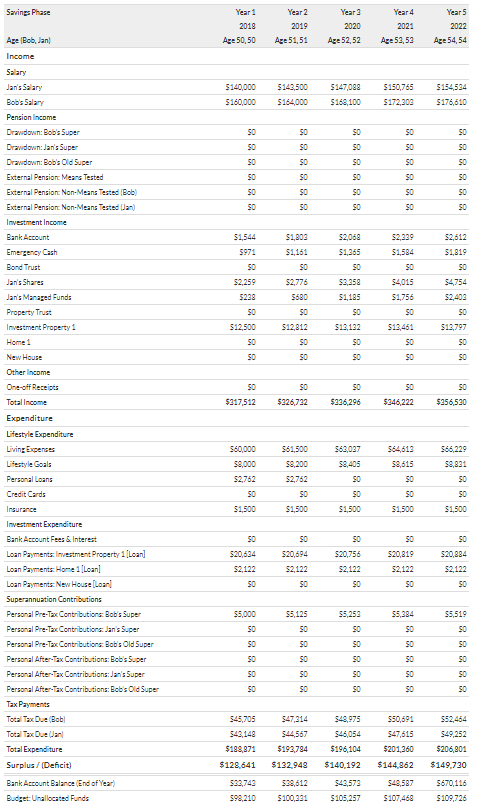 Savings Phase Year 1 Year 2 Year 3 Year 4 Year 5
2018 2019 2020 2021 2022
Age (Bob, Jan) Age 50, 50 Age 51, 51 Age 52, 52 Age 53, 53 Age 54, 54
Income
Salary
Jan's Salary $140,000 $143,500 $147,088 $150,765 $154,534
Bob's Salary $160,000 $164,000 $168,100 $172,303 $176,610
Pension Income
Drawdown: Bob's Super $0 $0 $0 $0 $0
Drawdown: Jan's Super $0 $0 $0 $0 $0
Drawdown: Bob's Old Super $0 $0 $0 $0 $0
External Pension: Means Tested $0 $0 $0 $0 $0
External Pension: Non-Means Tested (Bob) $0 $0 $0 $0 $0
External Pension: Non-Means Tested (Jan) $0 $0 $0 $0 $0
Investment Income
Bank Account $1,544 $1,803 $2,068 $2,339 $2,612
Emergency Cash $971 $1,161 $1,365 $1,584 $1,819
Bond Trust $0 $0 $0 $0 $0
Jan's Shares $2,259 $2,776 $3,358 $4,015 $4,754
Jan's Managed Funds $238 $680 $1,185 $1,756 $2,403
Property Trust $0 $0 $0 $0 $0
Investment Property 1 $12,500 $12,812 $13,132 $13,461 $13,797
Home 1 $0 $0 $0 $0 $0
New House $0 $0 $0 $0 $0
Other Income
One-off Receipts $0 $0 $0 $0 $0
Total Income $317,512 $326,732 $336,296 $346,222 $356,530
Expenditure
Lifestyle Expenditure
Living Expenses $60,000 $61,500 $63,037 $64,613 $66,229
Lifestyle Goals $8,000 $8,200 $8,405 $8,615 $8,831
Personal Loans $2,762 $2,762 $0 $0 $0
Credit Cards $0 $0 $0 $0 $0
Insurance $1,500 $1,500 $1,500 $1,500 $1,500
Investment Expenditure
Bank Account Fees & Interest $0 $0 $0 $0 $0
Loan Payments: Investment Property 1 [Loan] $20,634 $20,694 $20,756 $20,819 $20,884
Loan Payments: Home 1 [Loan] $2,122 $2,122 $2,122 $2,122 $2,122
Loan Payments: New House [Loan] $0 $0 $0 $0 $0
Superannuation Contributions
Personal Pre-Tax Contributions: Bob's Super $5,000 $5,125 $5,253 $5,384 $5,519
Personal Pre-Tax Contributions: Jan's Super $0 $0 $0 $0 $0
Personal Pre-Tax Contributions: Bob's Old Super $0 $0 $0 $0 $0
Personal After-Tax Contributions: Bob's Super $0 $0 $0 $0 $0
Personal After-Tax Contributions: Jan's Super $0 $0 $0 $0 $0
Personal After-Tax Contributions: Bob's Old Super $0 $0 $0 $0 $0
Tax Payments
Total Tax Due (Bob) $45,705 $47,314 $48,975 $50,691 $52,464
Total Tax Due (Jan) $43,148 $44,565 $46,054 $47,615 $49,252
Total Expenditure $188,871 $193,784 $196,104 $201,360 $206,801
Surplus / (Deficit) $128,641 $132,948 $140,192 $144,862 $149,730
Bank Account Balance (End of Year) $33,743 $38,612 $43,573 $48,587 $670,116
Budget: Unallocated Funds $98,210 $100,331 $105,257 $107,468 $109,726